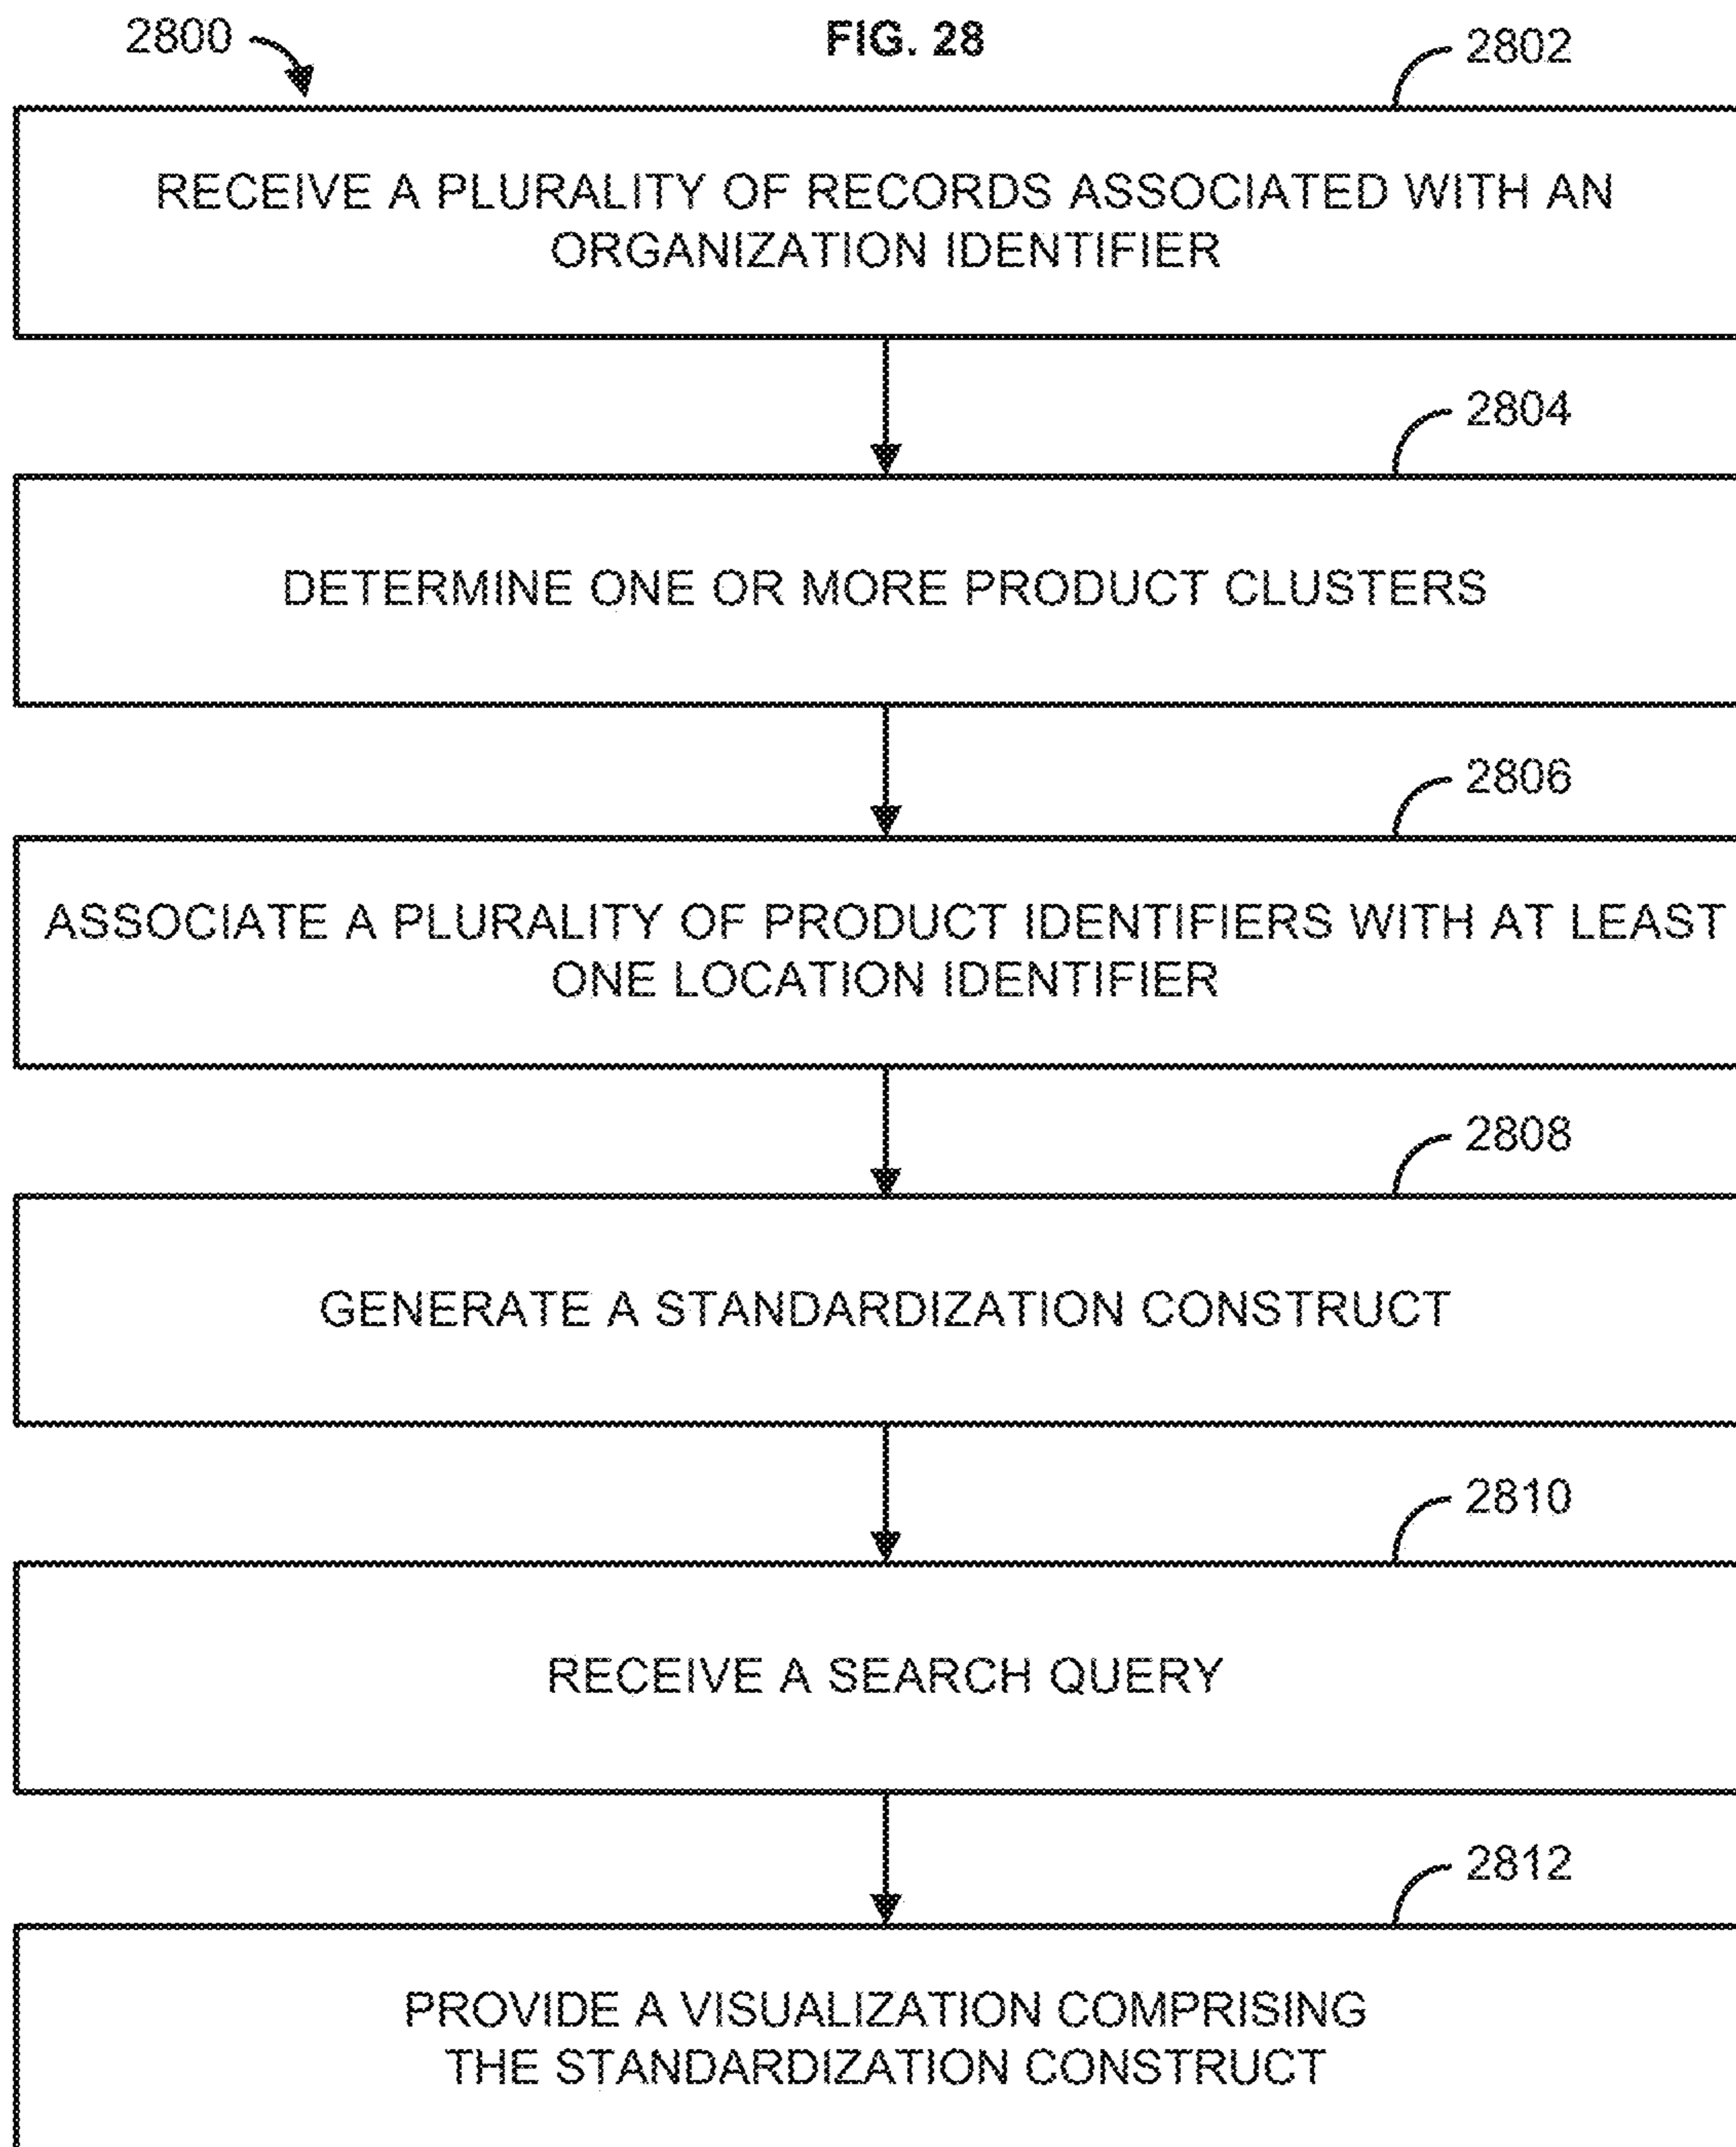 2800
FIG. 28
2802
RECEIVE A PLURALITY OF RECORDS ASSOCIATED WITH AN
ORGANIZATION IDENTIFIER
2804
DETERMINE ONE OR MORE PRODUCT CLUSTERS
2806
ASSOCIATE A PLURALITY OF PRODUCT IDENTIFIERS WITH AT LEAST
ONE LOCATION IDENTIFIER
2808
GENERATE A STANDARDIZATION CONSTRUCT
2810
RECEIVE A SEARCH QUERY
2812
PROVIDE A VISUALIZATION COMPRISING
THE STANDARDIZATION CONSTRUCT